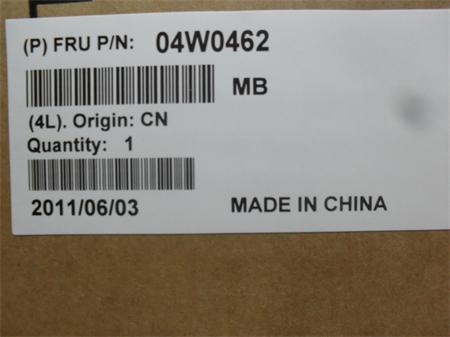 (P) FRU P/N: 04W0462
MB
(4L). Origin: CN
Quantity: 1
2011/06/03 MADE IN CHINA